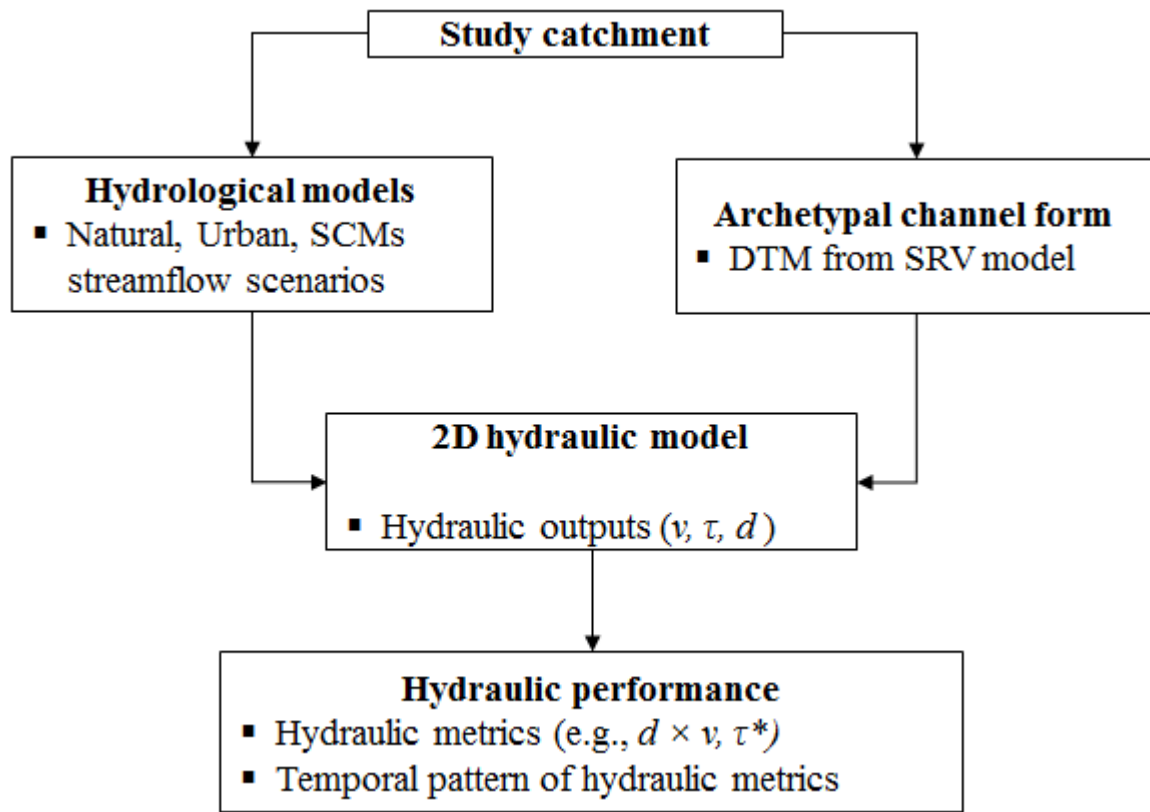 Study catchment
Hydrological models
▪ Natural, Urban, SCMs
streamflow scenarios
Archetypal channel form
▪ DTM from SRV model
2D hydraulic model
▪ Hydraulic outputs (v, τ, d )
Hydraulic performance
▪ Hydraulic metrics (e.g., d × v, τ*)
▪ Temporal pattern of hydraulic metrics